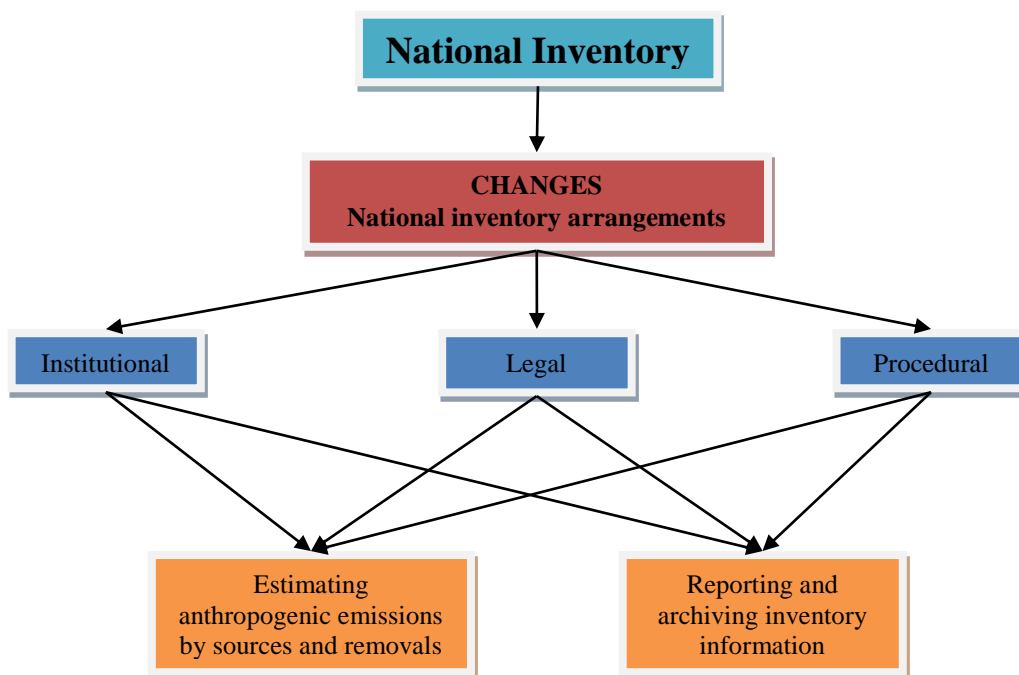 National Inventory
CHANGES
National inventory arrangements
Institutional
Legal
Procedural
Estimating
anthropogenic emissions
by sources and removals
Reporting and
archiving inventory
information